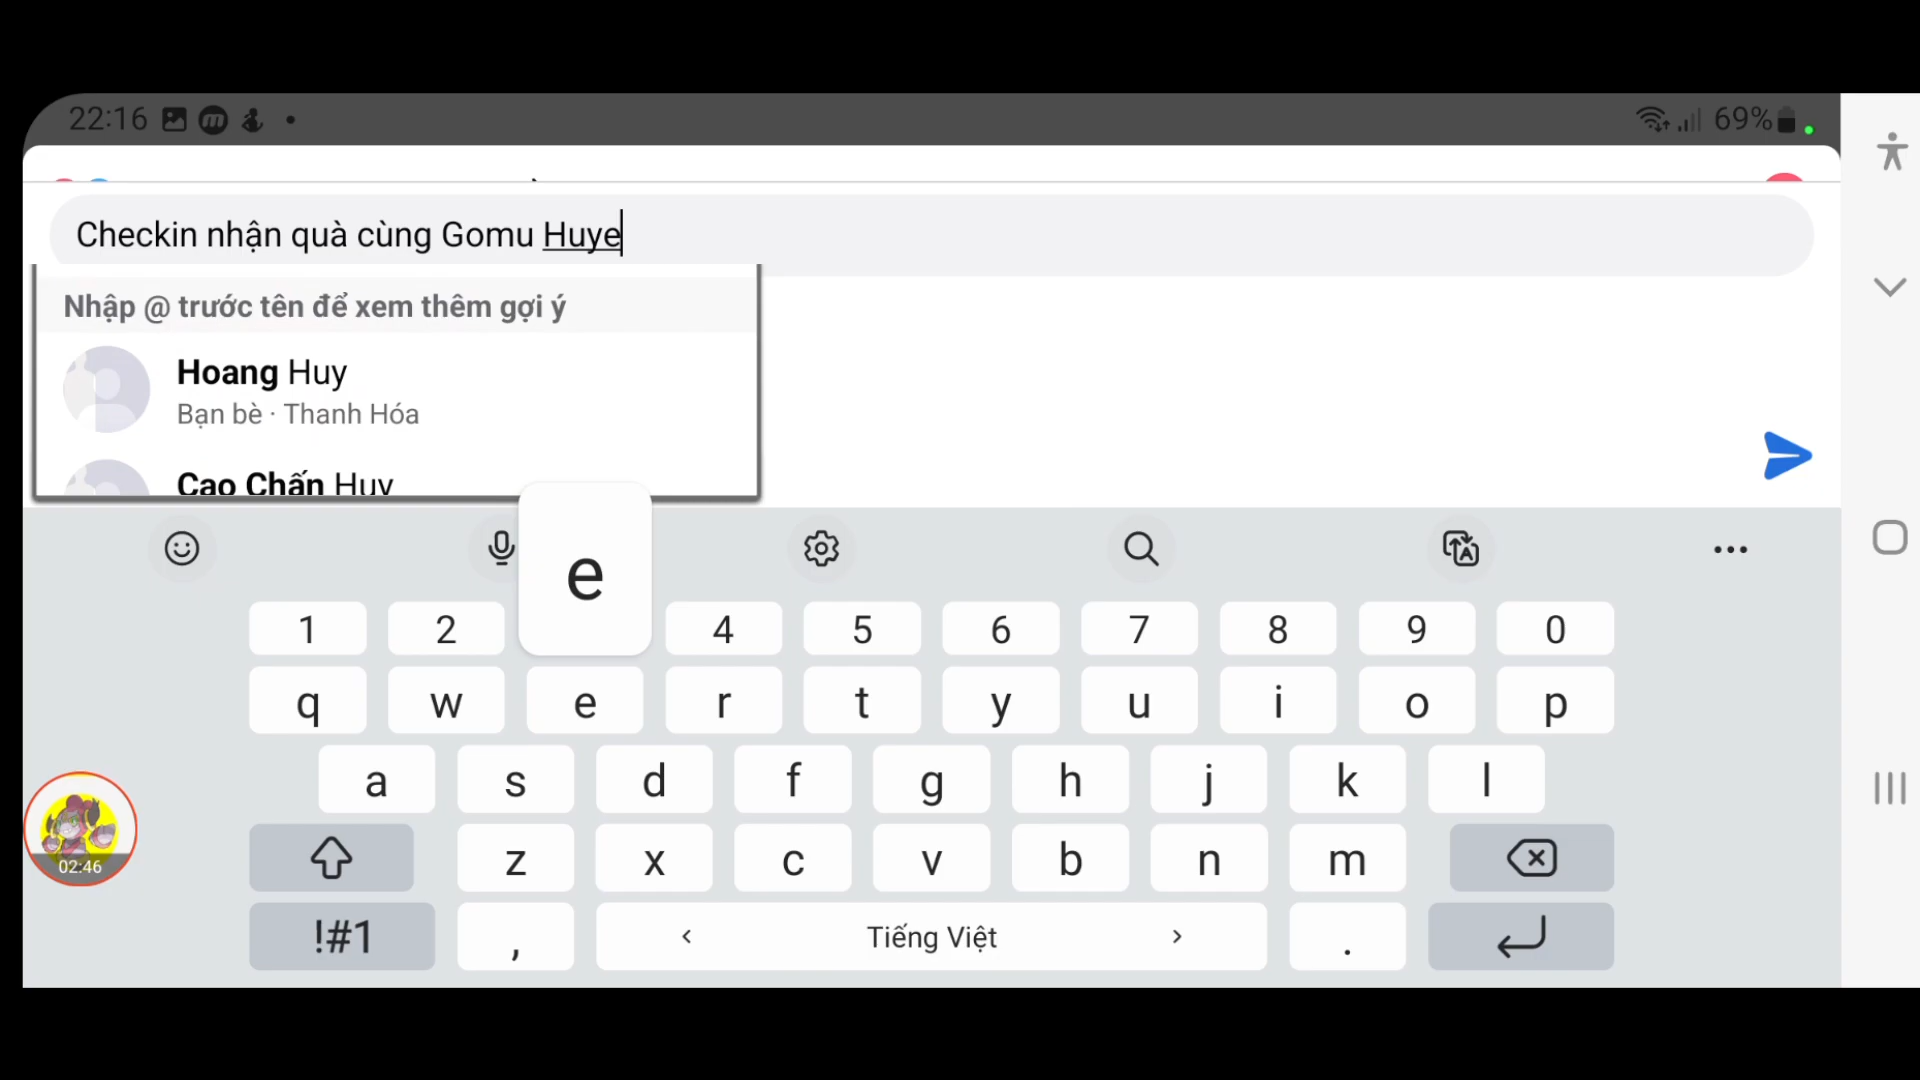 22:16
69%
Checkin nhận quà cùng Gomu Huye
Nhập @ trước tên để xem thêm gợi ý
Hoang Huy
Bạn bè · Thanh Hóa
Cao Chấn Huy
e
1 2 4 5 6 7 8 9 0
q w e r t y u i o p
a s d f g h j k l
02:46
z x c v b n m
!#1 , < Tiếng Việt > .